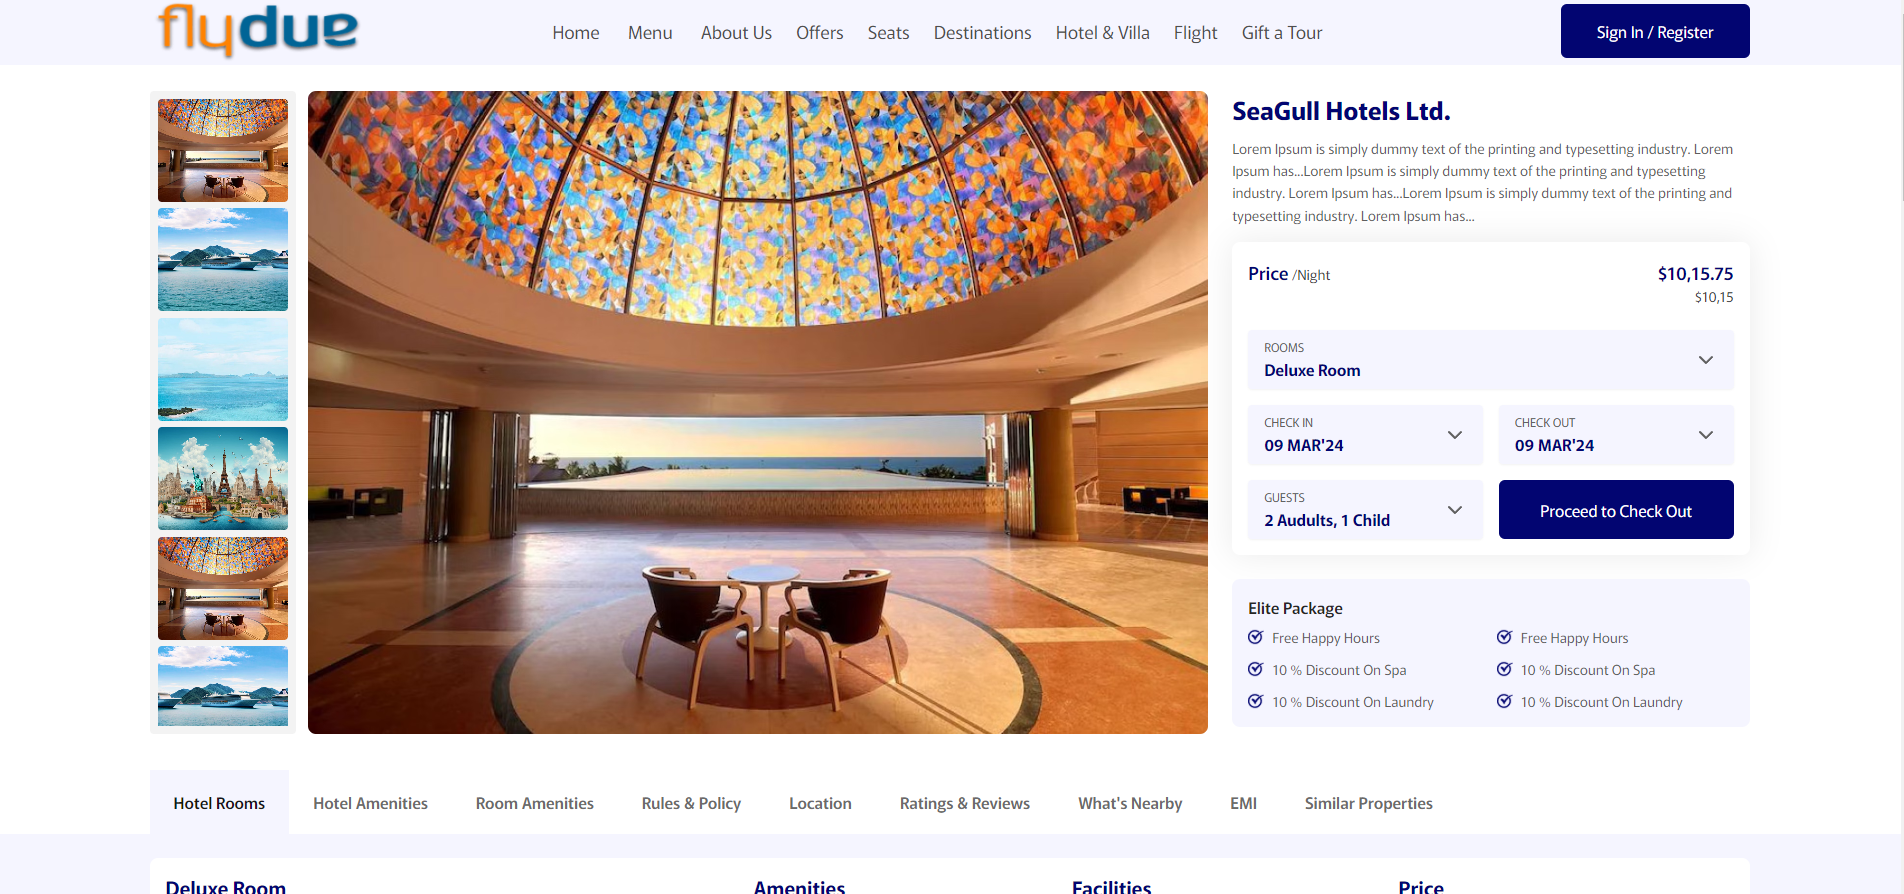 flydue
Home Menu About Us Offers Seats Destinations Hotel & Villa Flight Gift a Tour
Sign In / Register
SeaGull Hotels Ltd.
Lorem Ipsum is simply dummy text of the printing and typesetting industry. Lorem
Ipsum has...Lorem Ipsum is simply dummy text of the printing and typesetting
industry. Lorem Ipsum has...Lorem Ipsum is simply dummy text of the printing and
typesetting industry. Lorem Ipsum has...
Price /Night
$10,15.75
$10,15
ROOMS
Deluxe Room
CHECK IN
09 MAR'24
CHECK OUT
09 MAR'24
GUESTS
2 Audults, 1 Child
Proceed to Check Out
Elite Package
Free Happy Hours
Free Happy Hours
10 % Discount On Spa
10 % Discount On Spa
10 % Discount On Laundry
10 % Discount On Laundry
Hotel Rooms Hotel Amenities Room Amenities Rules & Policy Location Ratings & Reviews What's Nearby EMI Similar Properties
Deluxe Room Amenities Facilities Price